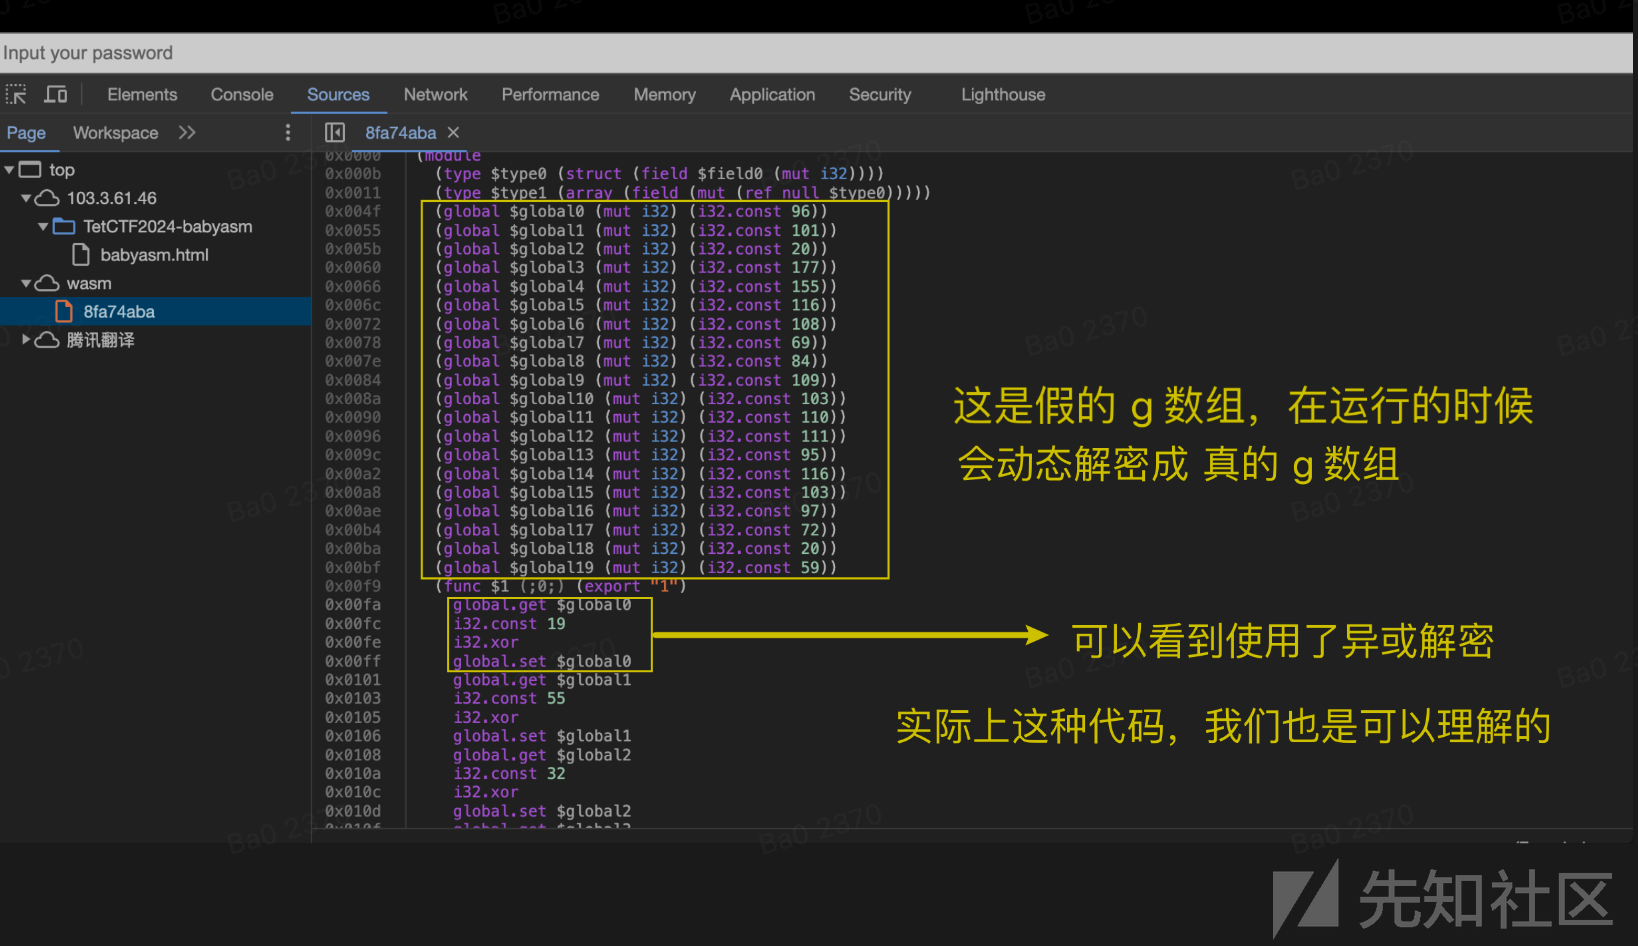 Input your password
Elements Console Sources Network Performance Memory Application Security Lighthouse
Page Workspace 8fa74aba
top
103.3.61.46
TetCTF2024-babyasm
babyasm.html
wasm
8fa74aba
腾讯翻译
0x0000 (module
0x000b (type $type0 (struct (field $field0 (mut i32))))
0x0011 (type $type1 (array (field (mut (ref null $type0)))))
0x004f (global $global0 (mut i32) (i32.const 96))
0x0055 (global $global1 (mut i32) (i32.const 101))
0x005b (global $global2 (mut i32) (i32.const 20))
0x0060 (global $global3 (mut i32) (i32.const 177))
0x0066 (global $global4 (mut i32) (i32.const 155))
0x006c (global $global5 (mut i32) (i32.const 116))
0x0072 (global $global6 (mut i32) (i32.const 108))
0x0078 (global $global7 (mut i32) (i32.const 69))
0x007e (global $global8 (mut i32) (i32.const 84))
0x0084 (global $global9 (mut i32) (i32.const 109))
0x008a (global $global10 (mut i32) (i32.const 103))
0x0090 (global $global11 (mut i32) (i32.const 110))
0x0096 (global $global12 (mut i32) (i32.const 111))
0x009c (global $global13 (mut i32) (i32.const 95))
0x00a2 (global $global14 (mut i32) (i32.const 116))
0x00a8 (global $global15 (mut i32) (i32.const 103))
0x00ae (global $global16 (mut i32) (i32.const 97))
0x00b4 (global $global17 (mut i32) (i32.const 72))
0x00ba (global $global18 (mut i32) (i32.const 20))
0x00bf (global $global19 (mut i32) (i32.const 59))
0x00f9 (func $1 (;0;) (export "1")
0x00fa global.get $global0
0x00fc i32.const 19
0x00fe i32.xor
0x00ff global.set $global0
0x0101 global.get $global1
0x0103 i32.const 55
0x0105 i32.xor
0x0106 global.set $global1
0x0108 global.get $global2
0x010a i32.const 32
0x010c i32.xor
0x010d global.set $global2
这是假的 g 数组，在运行的时候
会动态解密成 真的 g 数组
可以看到使用了异或解密
实际上这种代码，我们也是可以理解的
先知社区
Ba0 2370